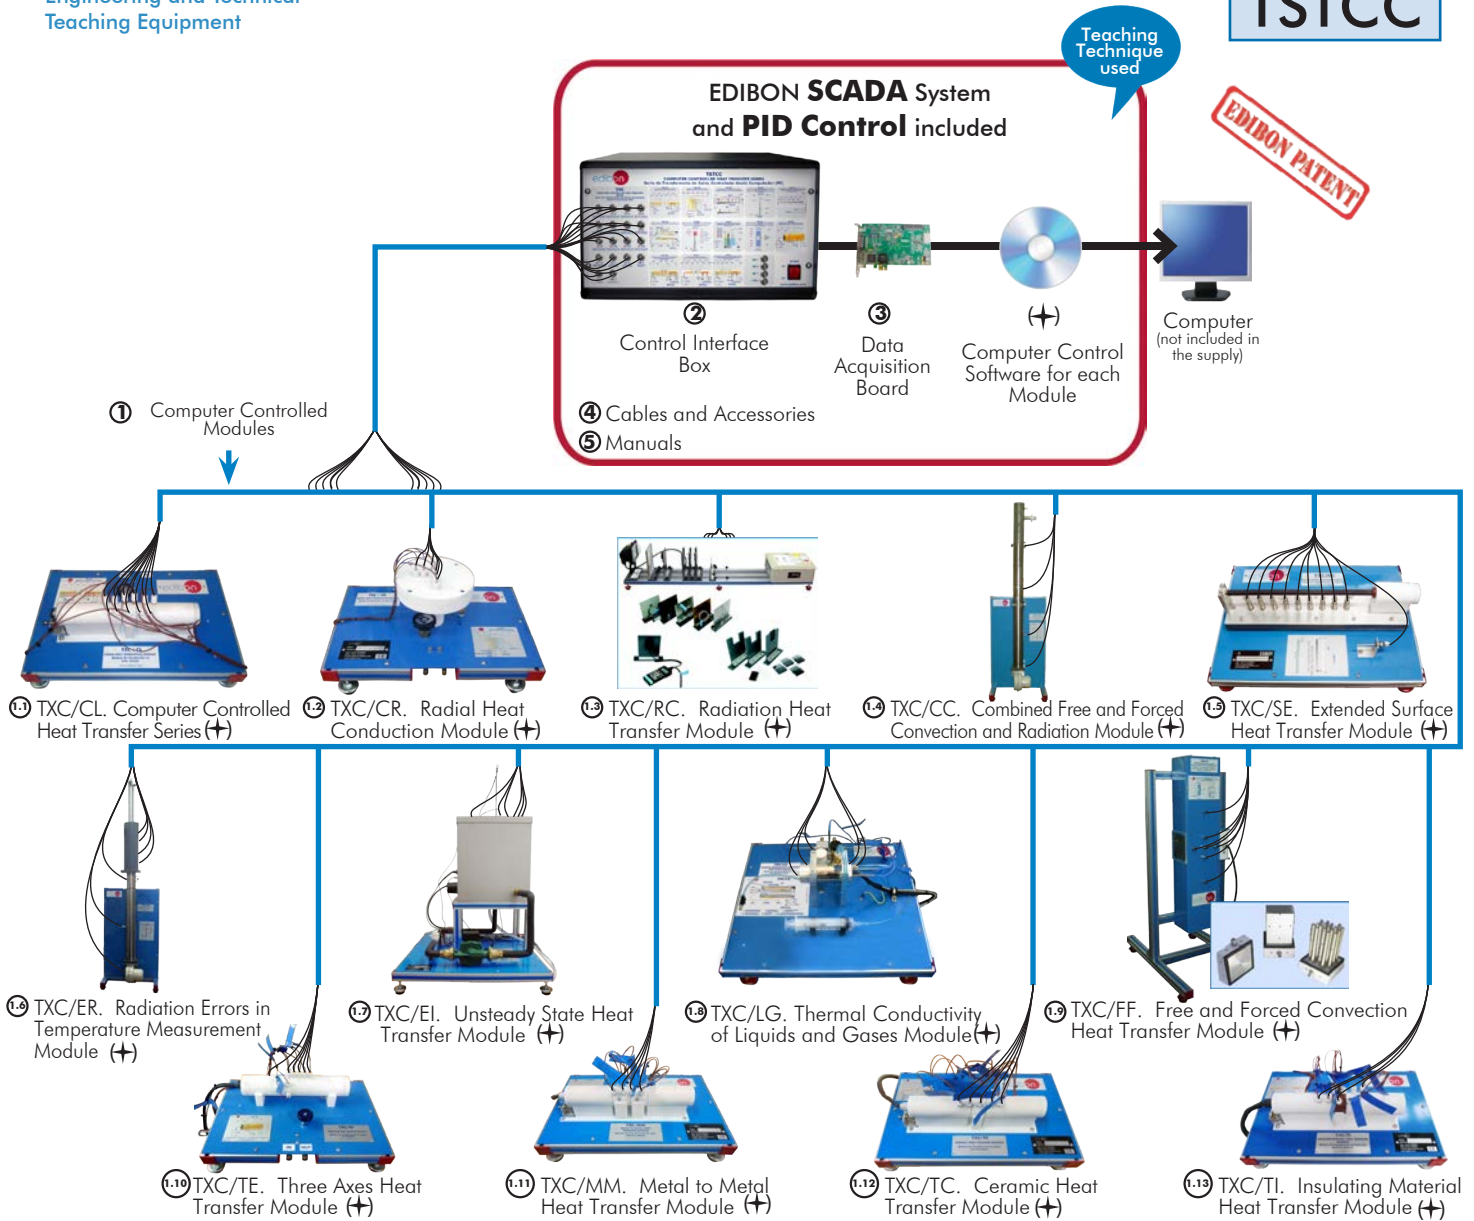 Engineering and Technical
Teaching Equipment
TSTCC
Teaching
Technique
used
EDIBON SCADA System
and PID Control included
EDIBON PATENT
edibon
TSTCC
2
Control Interface
Box
3
Data
Acquisition
Board
Computer Control
Software for each
Module
Computer
(not included in
the supply)
4 Cables and Accessories
5 Manuals
1 Computer Controlled
Modules
1.1 TXC/CL. Computer Controlled
Heat Transfer Series
1.2 TXC/CR. Radial Heat
Conduction Module
1.3 TXC/RC. Radiation Heat
Transfer Module
1.4 TXC/CC. Combined Free and Forced
Convection and Radiation Module
1.5 TXC/SE. Extended Surface
Heat Transfer Module
1.6 TXC/ER. Radiation Errors in
Temperature Measurement
Module
1.7 TXC/EI. Unsteady State Heat
Transfer Module
1.8 TXC/LG. Thermal Conductivity
of Liquids and Gases Module
1.9 TXC/FF. Free and Forced Convection
Heat Transfer Module
1.10 TXC/TE. Three Axes Heat
Transfer Module
1.11 TXC/MM. Metal to Metal
Heat Transfer Module
1.12 TXC/TC. Ceramic Heat
Transfer Module
1.13 TXC/TI. Insulating Material
Heat Transfer Module